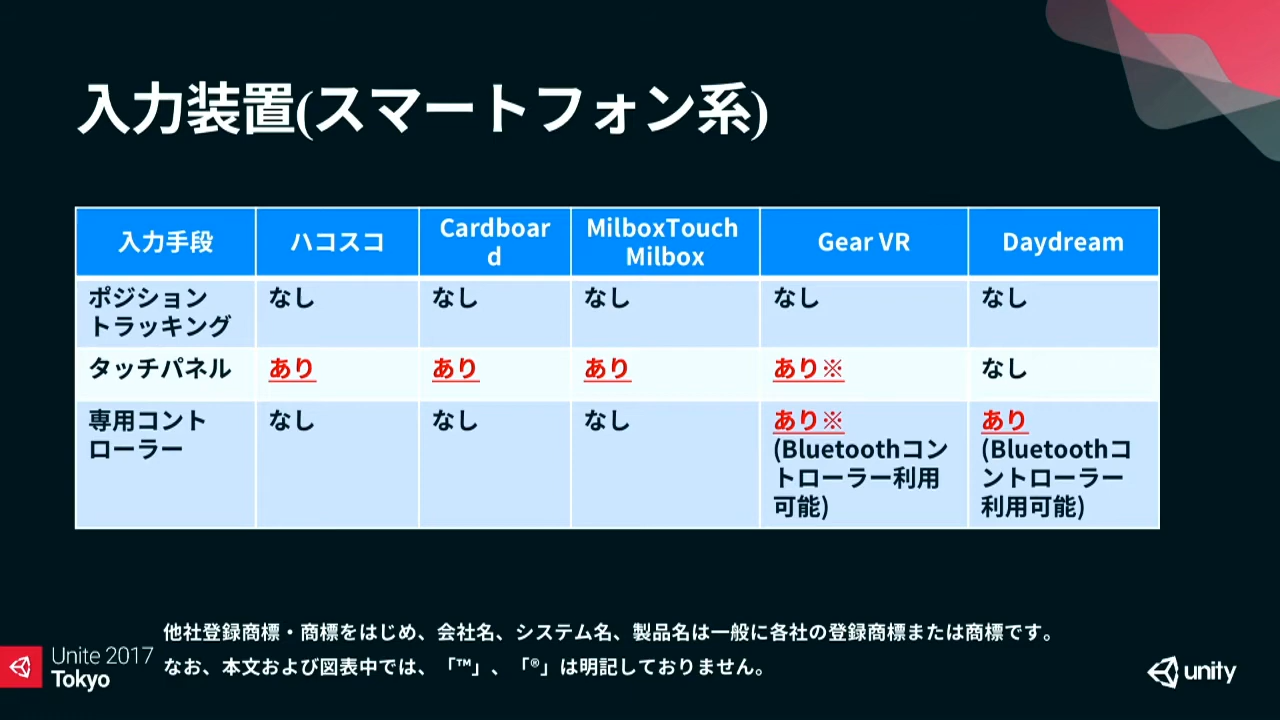 入力装置(スマートフォン系)
入力手段
ハコスコ
Cardboar
d
MilboxTouch
Milbox
Gear VR
Daydream
ポジション
トラッキング
なし
なし
なし
なし
なし
タッチパネル
あり
あり
あり
あり※
なし
専用コント
ローラー
なし
なし
なし
あり※
(Bluetoothコン
トローラー利用
可能)
あり
(Bluetoothコ
ントローラー
利用可能)
他社登録商標・商標をはじめ、会社名、システム名、製品名は一般に各社の登録商標または商標です。
なお、本文および図表中では、「™」、「®」は明記しておりません。
Unite 2017
Tokyo
unity